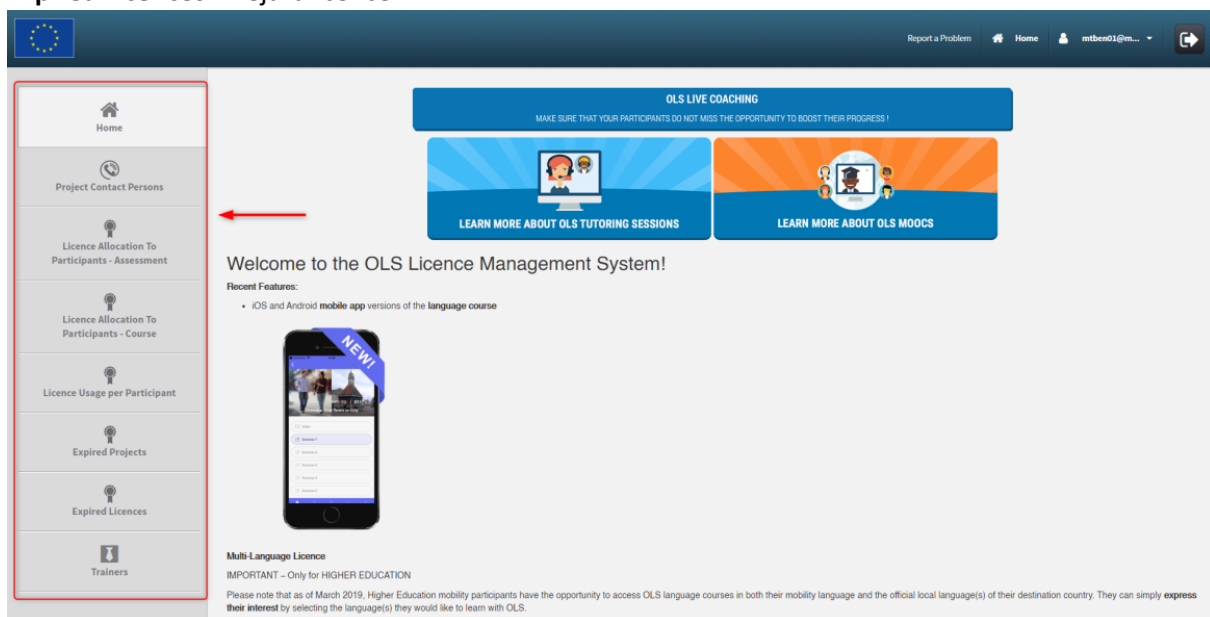 Report a Problem
Home
mtben01@m...
Home
Project Contact Persons
Licence Allocation To
Participants - Assessment
Licence Allocation To
Participants - Course
Licence Usage per Participant
Expired Projects
Expired Licences
Trainers
OLS LIVE COACHING
MAKE SURE THAT YOUR PARTICIPANTS DO NOT MISS THE OPPORTUNITY TO BOOST THEIR PROGRESS !
LEARN MORE ABOUT OLS TUTORING SESSIONS
LEARN MORE ABOUT OLS MOOCS
Welcome to the OLS Licence Management System!
Recent Features:
• iOS and Android mobile app versions of the language course
NEW!
Multi-Language Licence
IMPORTANT – Only for HIGHER EDUCATION
Please note that as of March 2019, Higher Education mobility participants have the opportunity to access OLS language courses in both their mobility language and the official local language(s) of their destination country. They can simply express
their interest by selecting the language(s) they would like to learn with OLS.